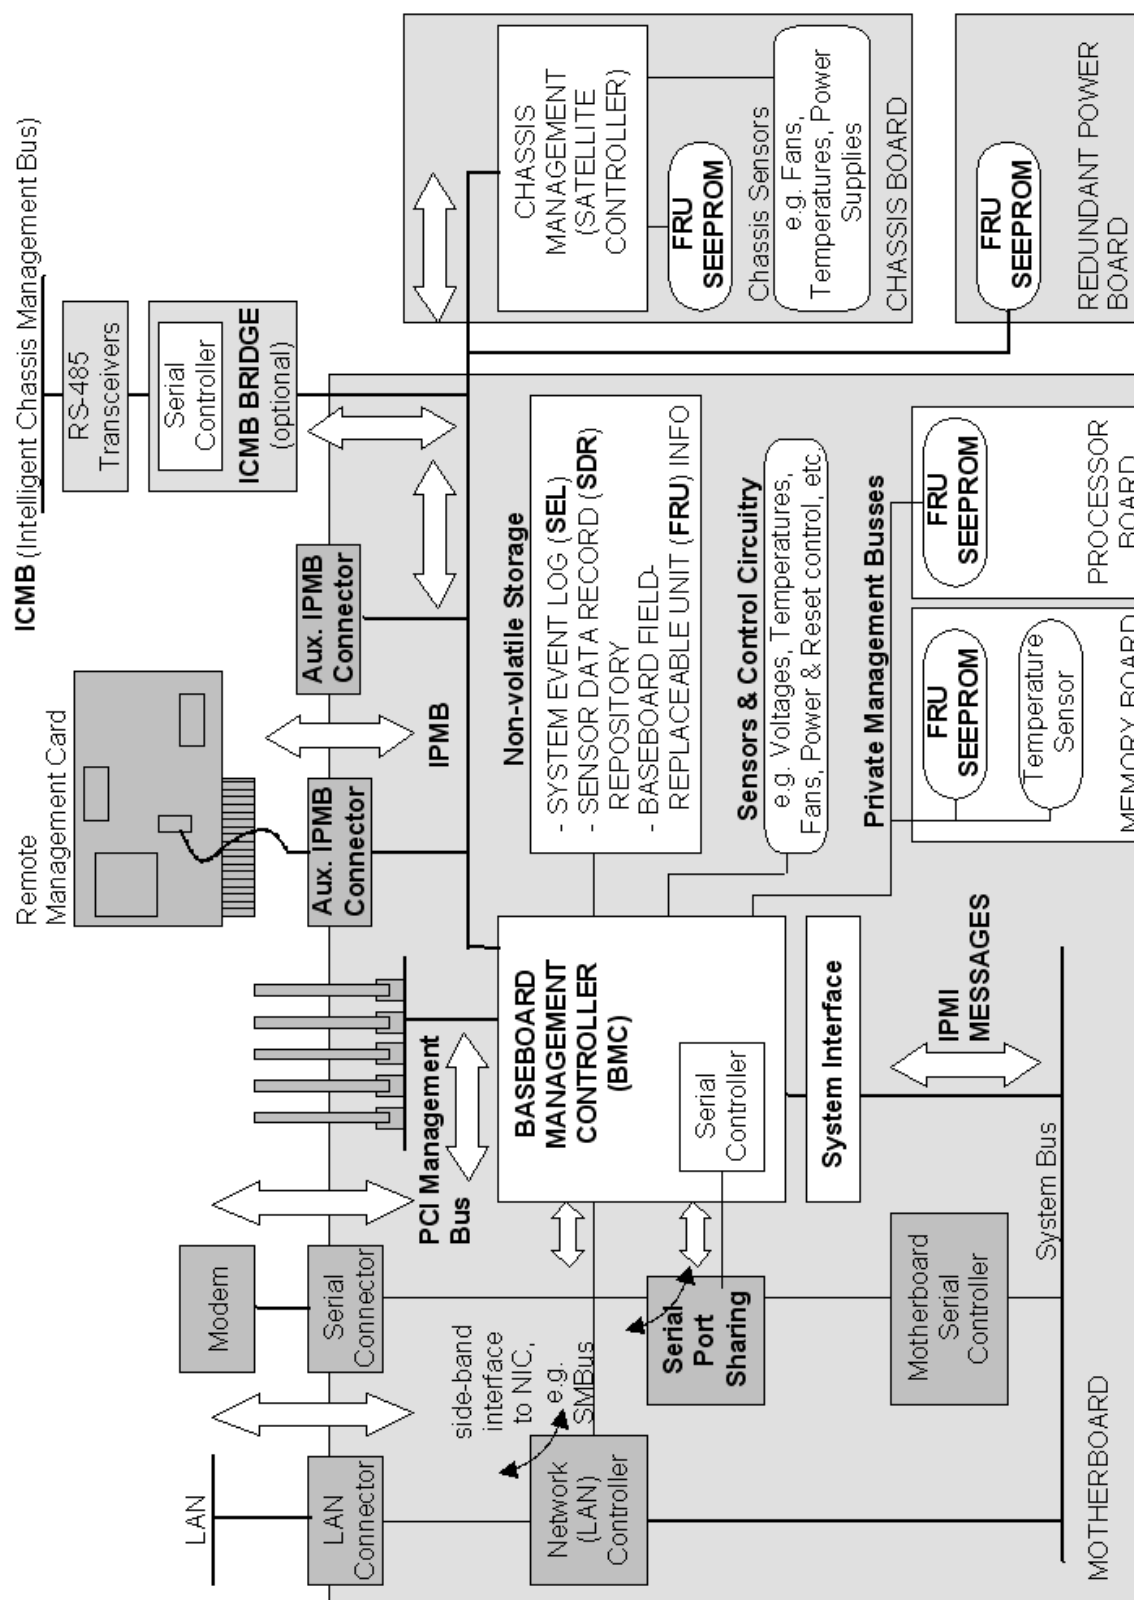 ICMB (Intelligent Chassis Management Bus)
RS-485
Transceivers
Serial
Controller
ICMB BRIDGE
(optional)
Remote
Management Card
LAN
Modem
LAN
Connector
Serial
Connector
Aux. IPMB
Connector
Aux. IPMB
Connector
PCI Management
Bus
IPMB
side-band
interface
to NIC,
e.g.
SMBus
Network
(LAN)
Controller
Serial
Port
Sharing
BASEBOARD
MANAGEMENT
CONTROLLER
(BMC)
Serial
Controller
System Interface
Motherboard
Serial
Controller
IPMI
MESSAGES
System Bus
MOTHERBOARD
Non-volatile Storage
- SYSTEM EVENT LOG (SEL)
- SENSOR DATA RECORD (SDR)
REPOSITORY
- BASEBOARD FIELD-
REPLACEABLE UNIT (FRU) INFO
Sensors & Control Circuitry
e.g. Voltages, Temperatures,
Fans, Power & Reset control, etc.
Private Management Busses
FRU
SEEPROM
Temperature
Sensor
MEMORY BOARD
FRU
SEEPROM
PROCESSOR
BOARD
CHASSIS
MANAGEMENT
(SATELLITE
CONTROLLER)
FRU
SEEPROM
Chassis Sensors
e.g. Fans,
Temperatures, Power
Supplies
CHASSIS BOARD
FRU
SEEPROM
REDUNDANT POWER
BOARD